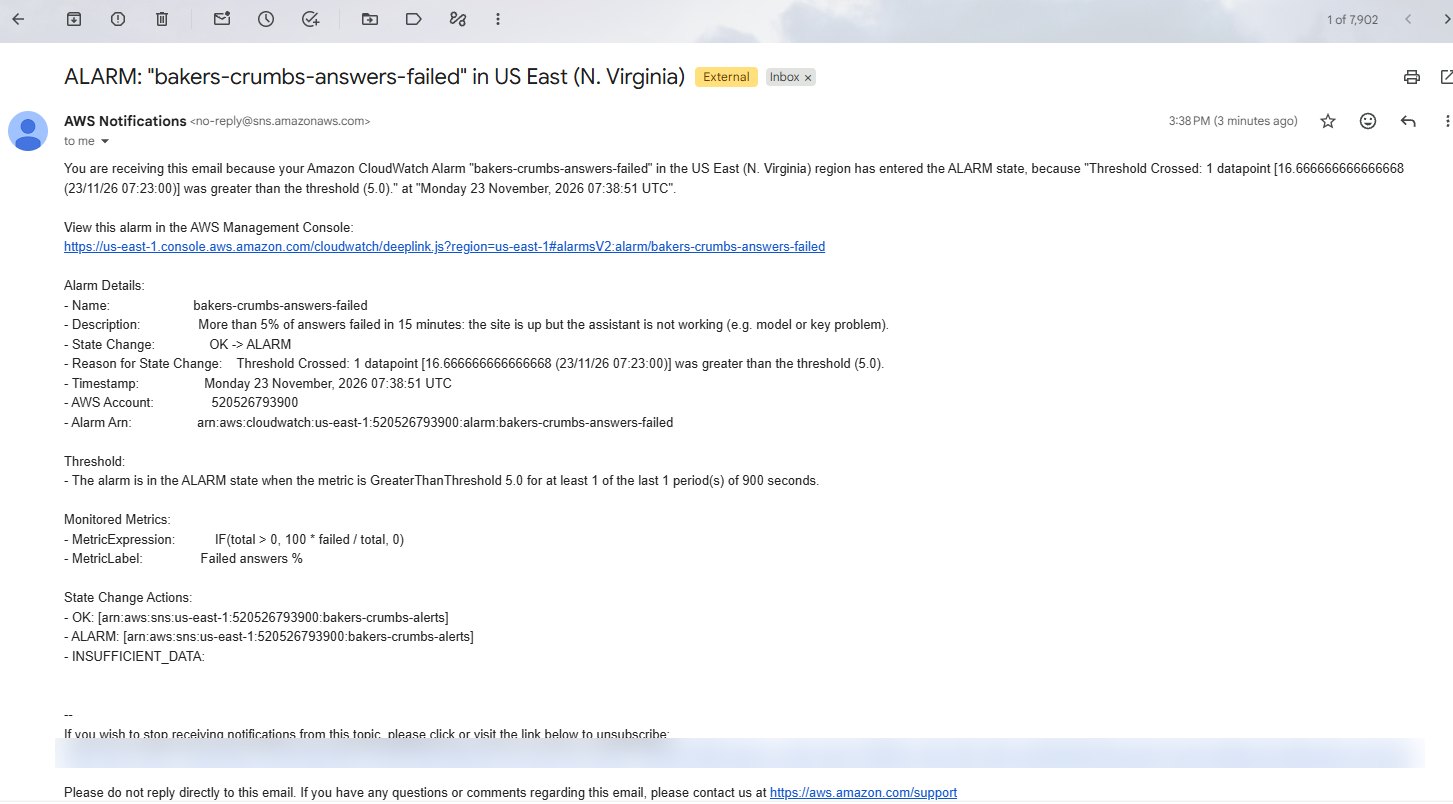 1 of 7,902
ALARM: "bakers-crumbs-answers-failed" in US East (N. Virginia) External Inbox x
AWS Notifications <no-reply@sns.amazonaws.com> 3:38 PM (3 minutes ago)
to me
You are receiving this email because your Amazon CloudWatch Alarm "bakers-crumbs-answers-failed" in the US East (N. Virginia) region has entered the ALARM state, because "Threshold Crossed: 1 datapoint [16.666666666666668
(23/11/26 07:23:00)] was greater than the threshold (5.0)." at "Monday 23 November, 2026 07:38:51 UTC".
View this alarm in the AWS Management Console:
https://us-east-1.console.aws.amazon.com/cloudwatch/deeplink.js?region=us-east-1#alarmsV2:alarm/bakers-crumbs-answers-failed
Alarm Details:
- Name: bakers-crumbs-answers-failed
- Description: More than 5% of answers failed in 15 minutes: the site is up but the assistant is not working (e.g. model or key problem).
- State Change: OK -> ALARM
- Reason for State Change: Threshold Crossed: 1 datapoint [16.666666666666668 (23/11/26 07:23:00)] was greater than the threshold (5.0).
- Timestamp: Monday 23 November, 2026 07:38:51 UTC
- AWS Account: 520526793900
- Alarm Arn: arn:aws:cloudwatch:us-east-1:520526793900:alarm:bakers-crumbs-answers-failed
Threshold:
- The alarm is in the ALARM state when the metric is GreaterThanThreshold 5.0 for at least 1 of the last 1 period(s) of 900 seconds.
Monitored Metrics:
- MetricExpression: IF(total > 0, 100 * failed / total, 0)
- MetricLabel: Failed answers %
State Change Actions:
- OK: [arn:aws:sns:us-east-1:520526793900:bakers-crumbs-alerts]
- ALARM: [arn:aws:sns:us-east-1:520526793900:bakers-crumbs-alerts]
- INSUFFICIENT_DATA:
--
If you wish to stop receiving notifications from this topic, please click or visit the link below to unsubscribe:
Please do not reply directly to this email. If you have any questions or comments regarding this email, please contact us at https://aws.amazon.com/support